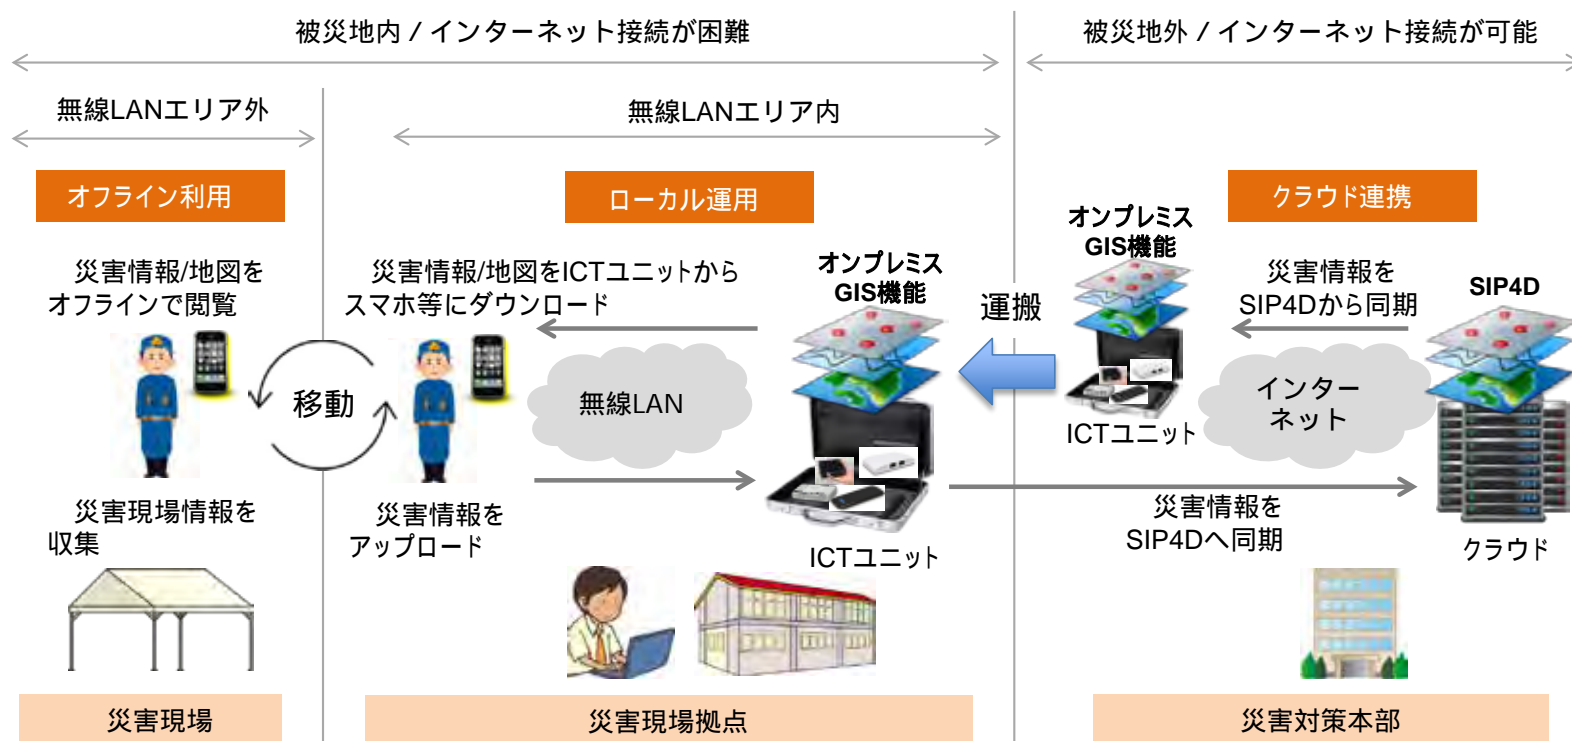 被災地内 / インターネット接続が困難
被災地外 / インターネット接続が可能
無線LANエリア外
無線LANエリア内
オフライン利用
災害情報/地図を
オフラインで閲覧
移動
災害現場情報を
収集
災害現場
ローカル運用
災害情報/地図をICTユニットから
スマホ等にダウンロード
無線LAN
災害情報を
アップロード
オンプレミス
GIS機能
ICTユニット
災害現場拠点
運搬
クラウド連携
オンプレミス
GIS機能
ICTユニット
災害情報を
SIP4Dから同期
インター
ネット
SIP4D
クラウド
災害情報を
SIP4Dへ同期
災害対策本部